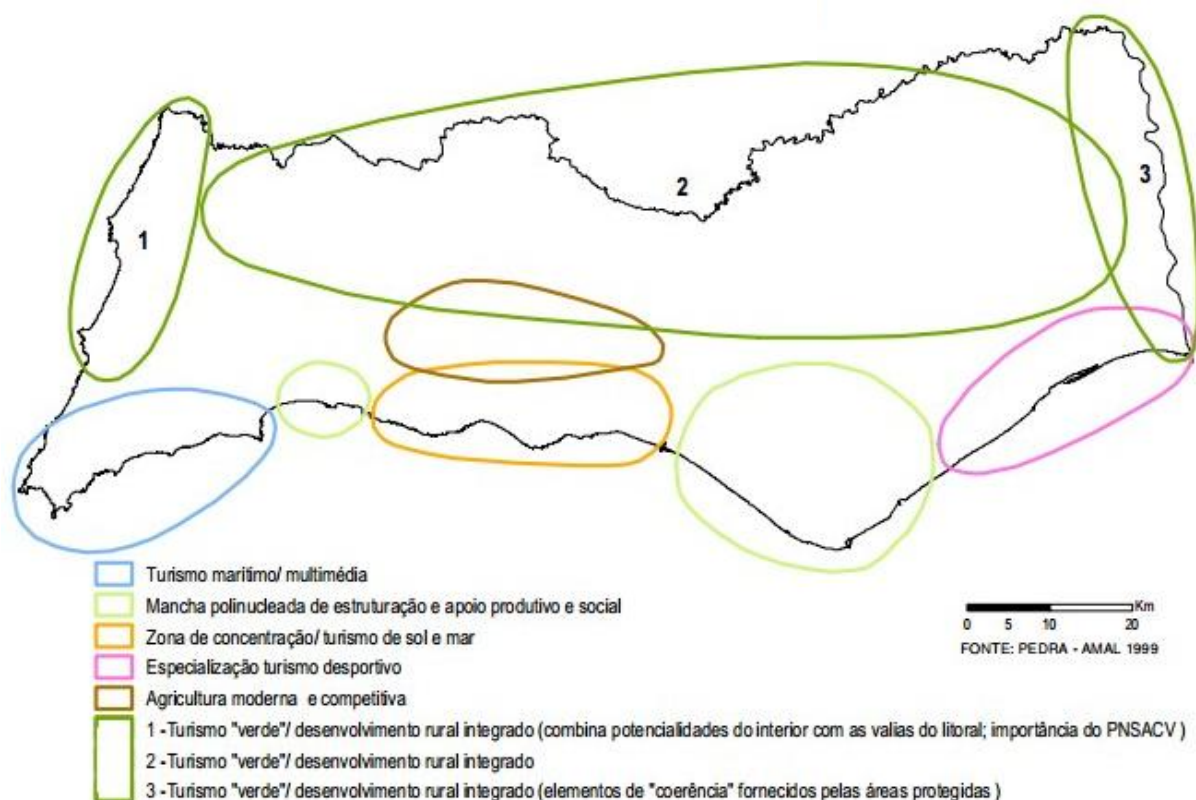 1
2
3
Turismo marítimo/ multimédia
Mancha polinucleada de estruturação e apoio produtivo e social
Zona de concentração/ turismo de sol e mar
Especialização turismo desportivo
Agricultura moderna e competitiva
1 -Turismo "verde"/ desenvolvimento rural integrado (combina potencialidades do interior com as valias do litoral; importância do PNSACV )
2 -Turismo "verde"/ desenvolvimento rural integrado
3 -Turismo "verde"/ desenvolvimento rural integrado (elementos de "coerência" fornecidos pelas áreas protegidas )
Km
0 5 10 20
FONTE: PEDRA - AMAL 1999